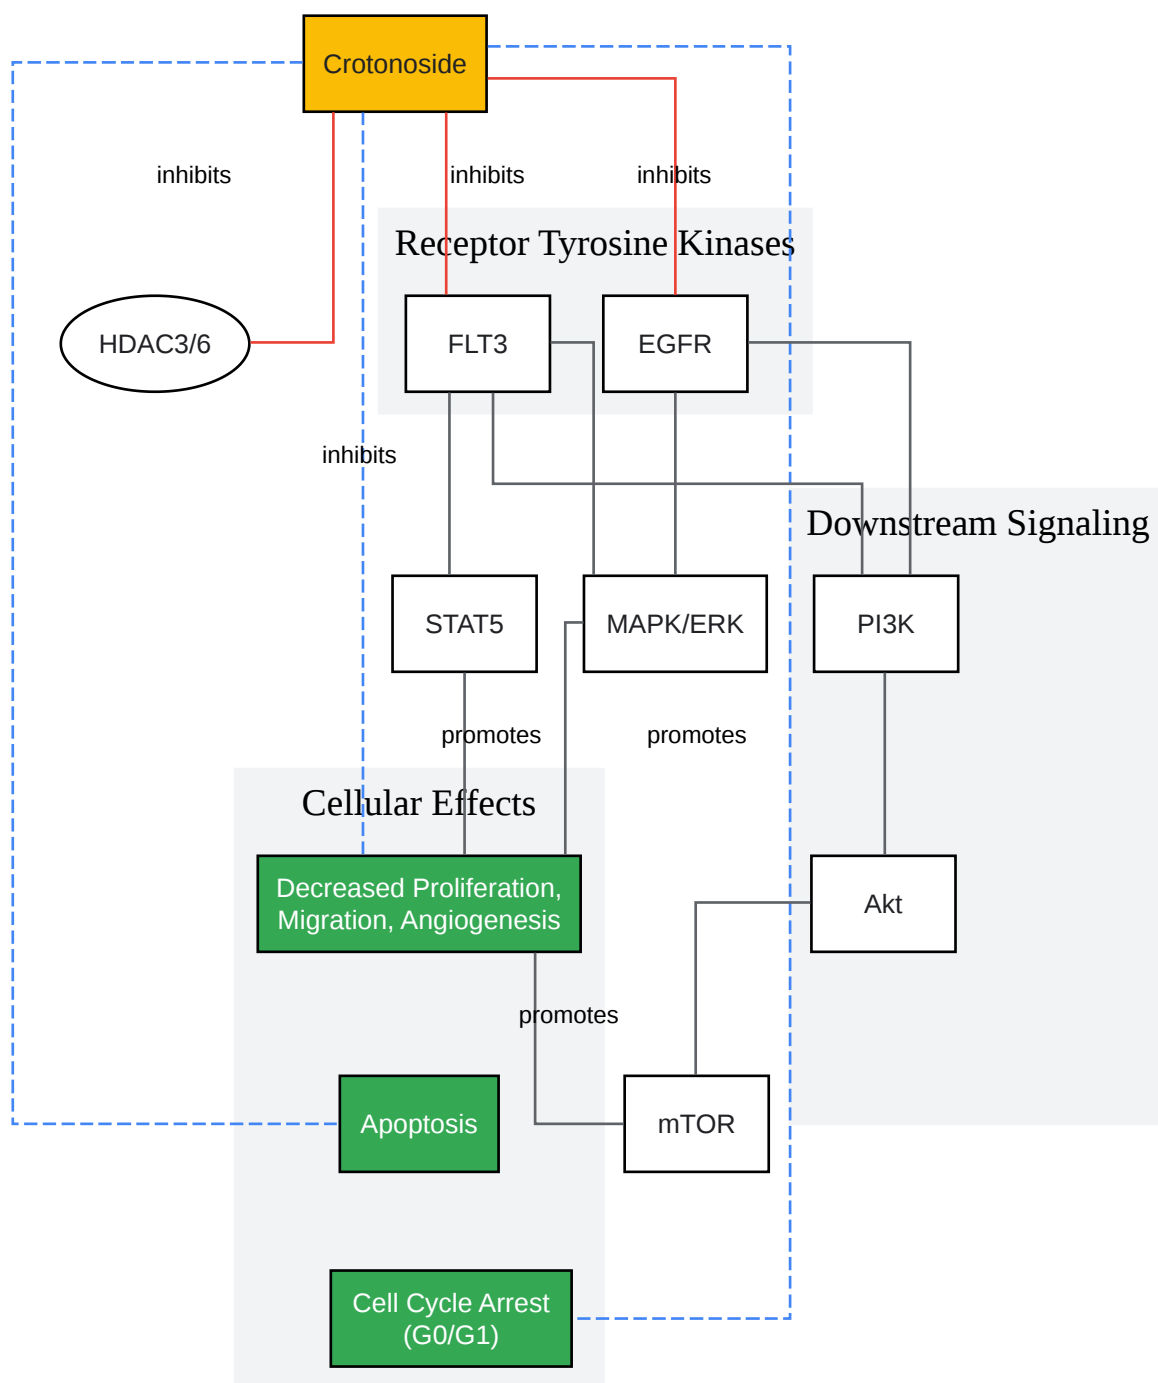 Crotonoside
inhibits
inhibits
inhibits
Receptor Tyrosine Kinases
HDAC3/6
FLT3
EGFR
inhibits
Downstream Signaling
STAT5
MAPK/ERK
PI3K
promotes
promotes
Cellular Effects
Decreased Proliferation,
Migration, Angiogenesis
Akt
promotes
Apoptosis
mTOR
Cell Cycle Arrest
(G0/G1)